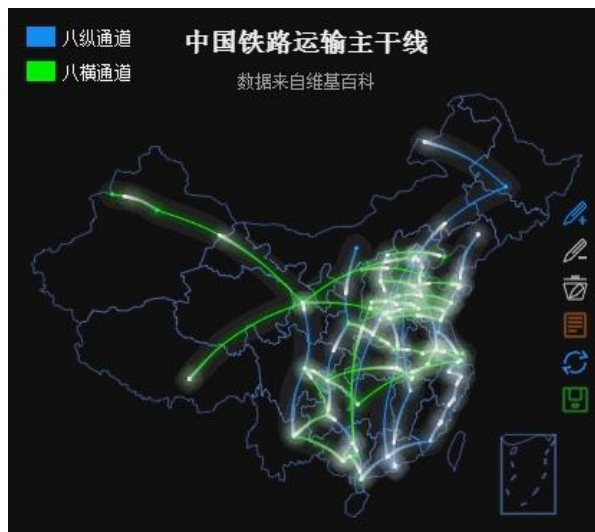 八纵通道
中国铁路运输主干线
八横通道
数据来自维基百科